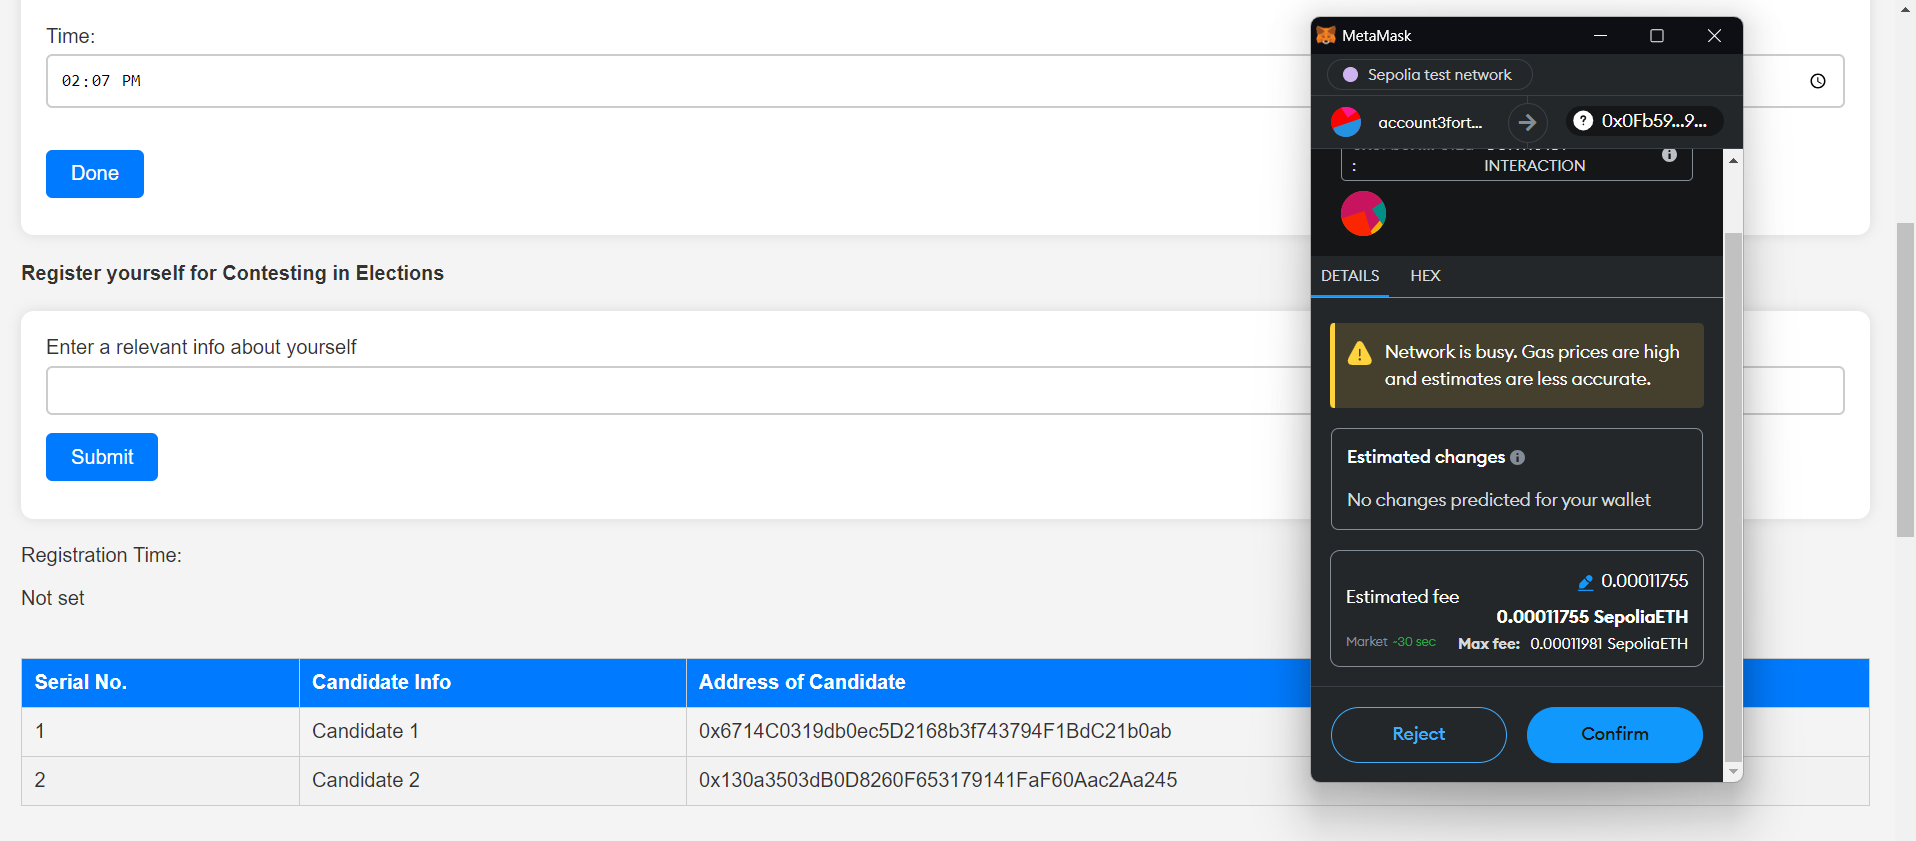 Time:
02:07 PM
Done
Register yourself for Contesting in Elections
Enter a relevant info about yourself
Submit
Registration Time:
Not set
Serial No. Candidate Info Address of Candidate
1 Candidate 1 0x6714C0319db0ec5D2168b3f743794F1BdC21b0ab
2 Candidate 2 0x130a3503dB0D8260F653179141FaF60Aac2Aa245
MetaMask
Sepolia test network
account3fort... 0x0Fb59...9...
: INTERACTION
DETAILS HEX
Network is busy. Gas prices are high
and estimates are less accurate.
Estimated changes
No changes predicted for your wallet
0.00011755
Estimated fee
0.00011755 SepoliaETH
Market ~30 sec Max fee: 0.00011981 SepoliaETH
Reject Confirm